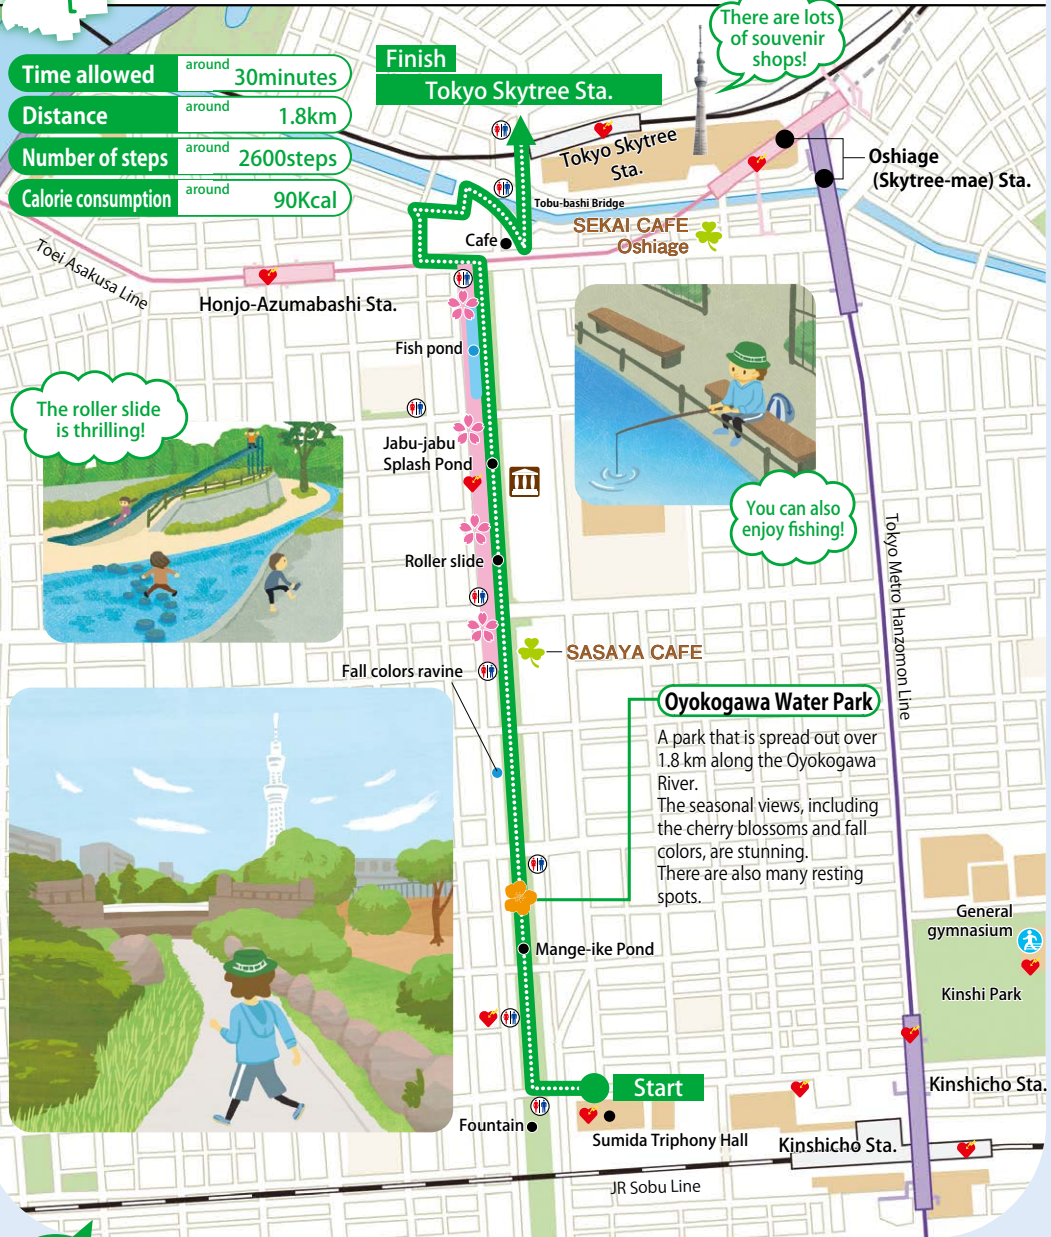 There are lots
of souvenir
shops!
Time allowed
around
30minutes
Distance
around
1.8km
Number of steps
around
2600steps
Calorie consumption
around
90Kcal
Finish
Tokyo Skytree Sta.
Tokyo Skytree
Sta.
Oshiage
(Skytree-mae) Sta.
Tobu-bashi Bridge
SEKAI CAFE
Oshiage
Cafe
Toei Asakusa Line
Honjo-Azumabashi Sta.
Fish pond
The roller slide
is thrilling!
Jabu-jabu
Splash Pond
You can also
enjoy fishing!
Roller slide
Tokyo Metro Hanzomon Line
SASAYA CAFE
Fall colors ravine
Oyokogawa Water Park
A park that is spread out over
1.8 km along the Oyokogawa
River.
The seasonal views, including
the cherry blossoms and fall
colors, are stunning.
There are also many resting
spots.
General
gymnasium
Mange-ike Pond
Kinshi Park
Start
Kinshicho Sta.
Fountain
Sumida Triphony Hall
Kinshicho Sta.
JR Sobu Line